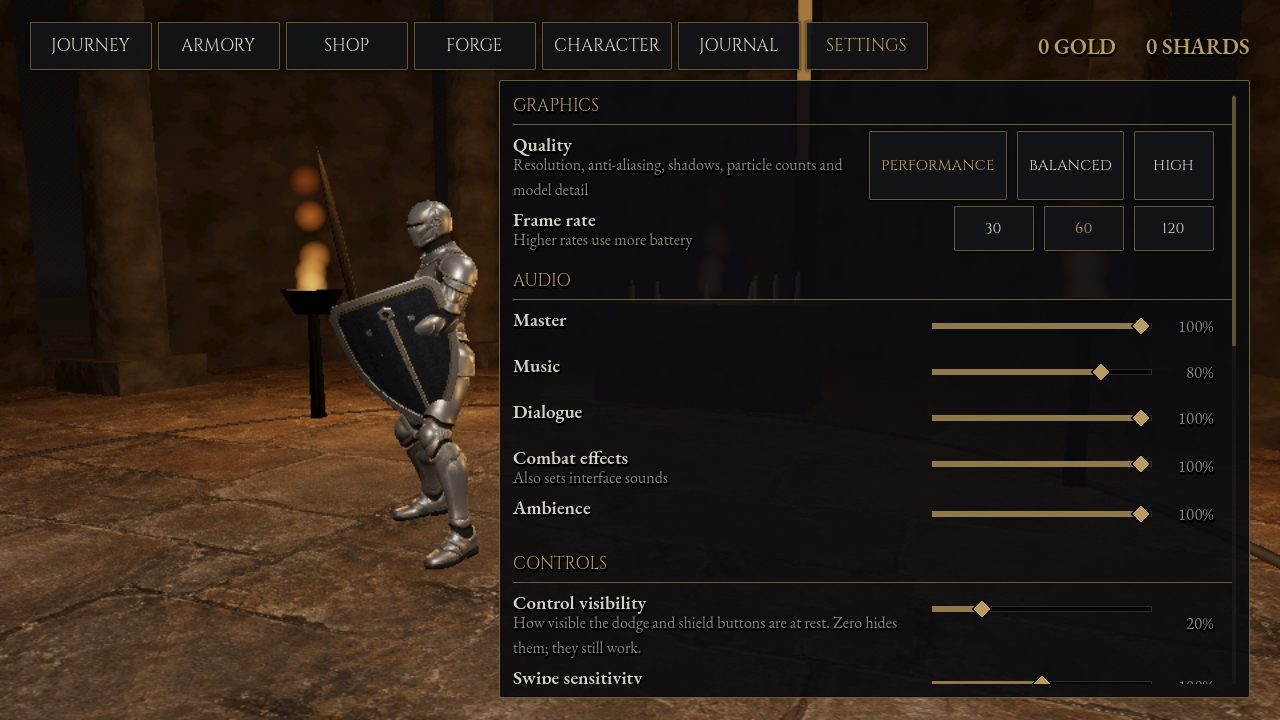 JOURNEY
ARMORY
SHOP
FORGE
CHARACTER
JOURNAL
SETTINGS
0 GOLD
0 SHARDS
GRAPHICS
Quality
Resolution, anti-aliasing, shadows, particle counts and
model detail
PERFORMANCE
BALANCED
HIGH
Frame rate
Higher rates use more battery
30
60
120
AUDIO
Master
100%
Music
80%
Dialogue
100%
Combat effects
Also sets interface sounds
100%
Ambience
100%
CONTROLS
Control visibility
How visible the dodge and shield buttons are at rest. Zero hides
them; they still work.
20%
Swipe sensitivity
100%